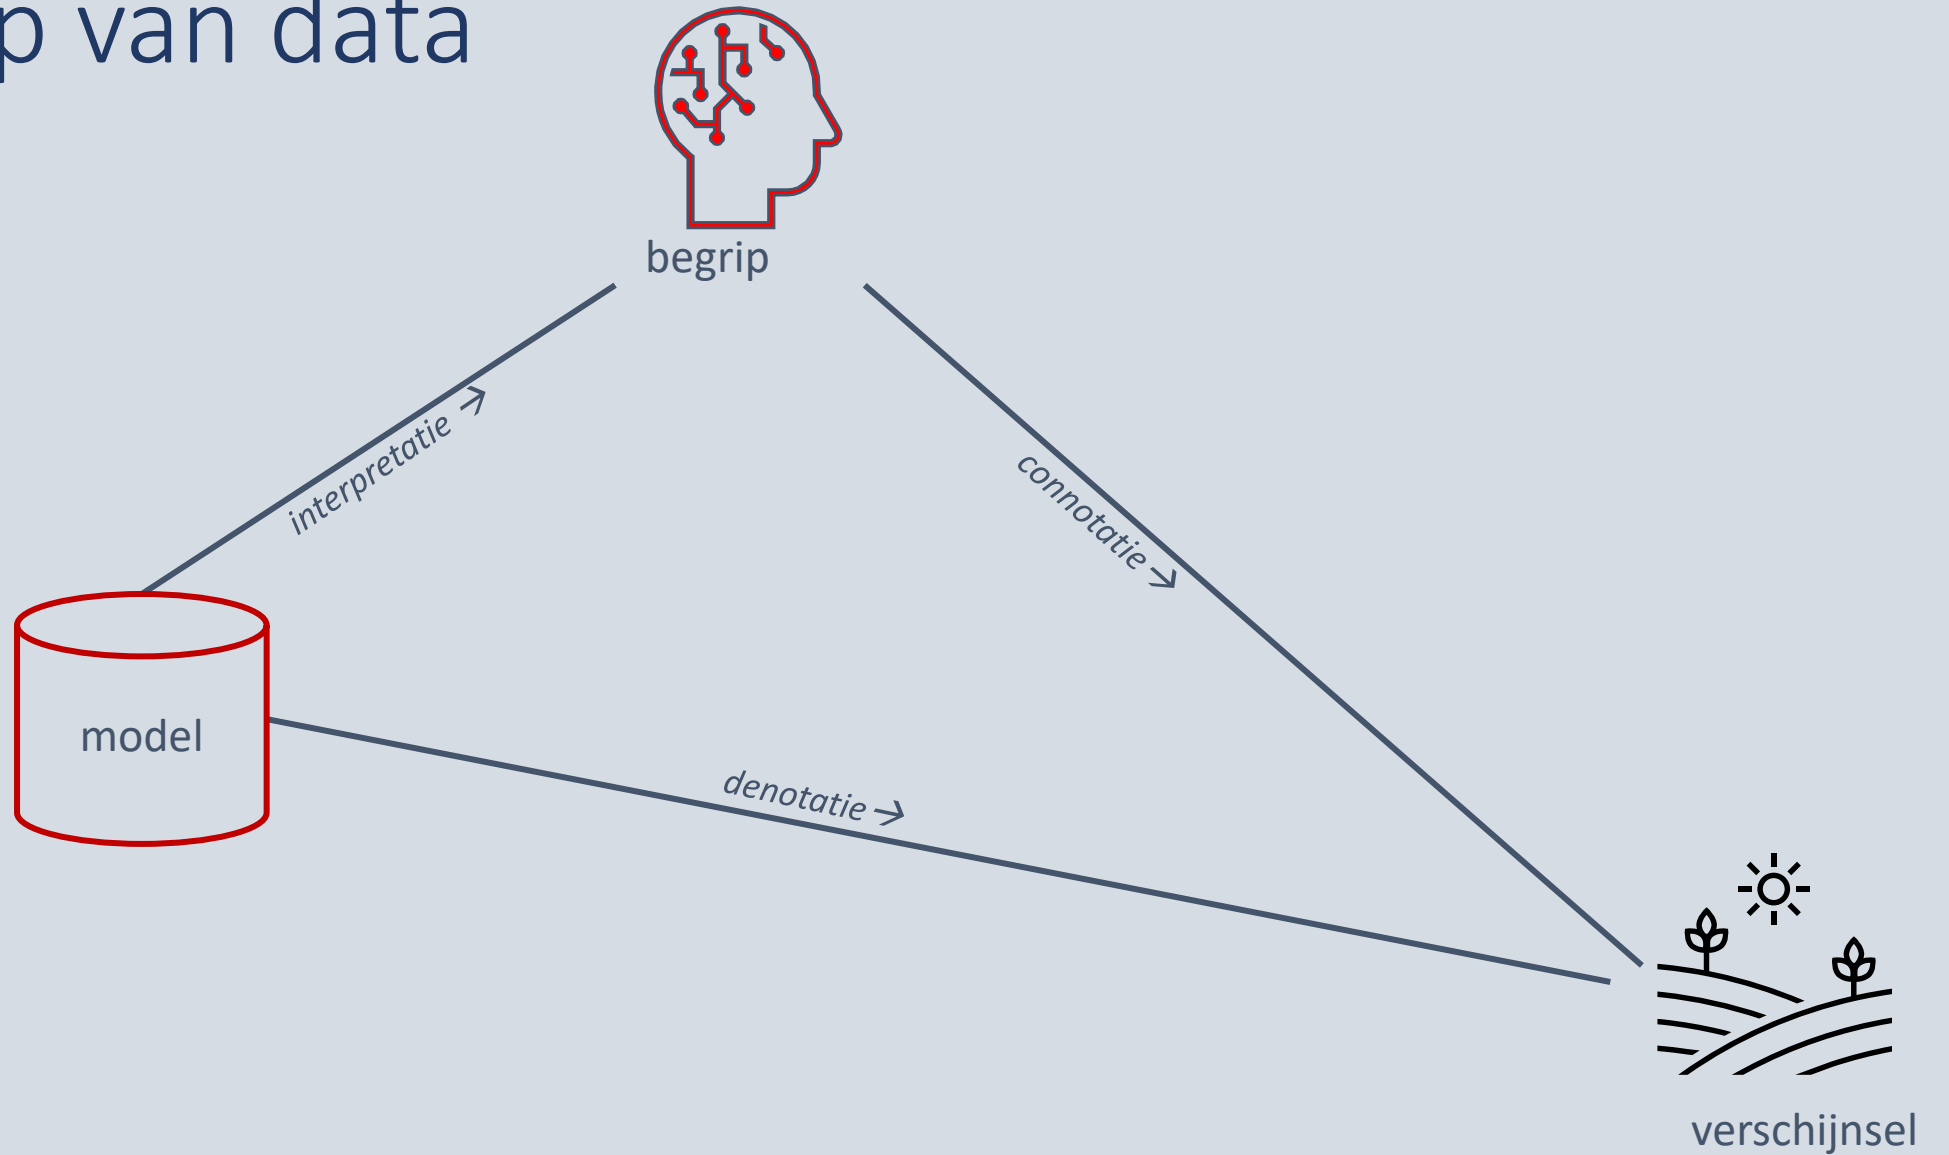 p van data
begrip
interpretatie →
connotatie →
model
denotatie →
verschijnsel